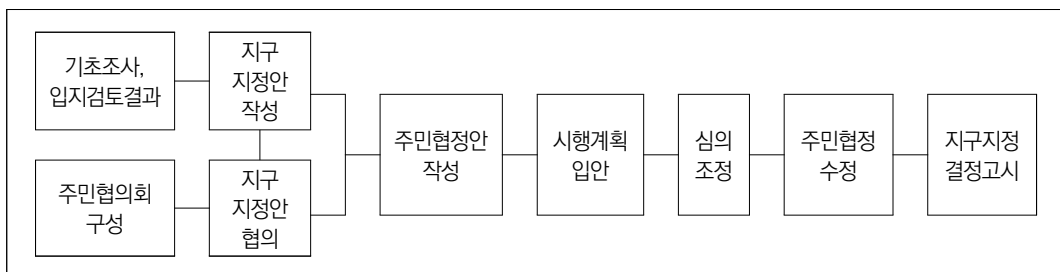 기초조사,
입지검토결과
지구
지정안
작성
주민협의회
구성
지구
지정안
협의
주민협정안
작성
시행계획
입안
심의
조정
주민협정
수정
지구지정
결정고시